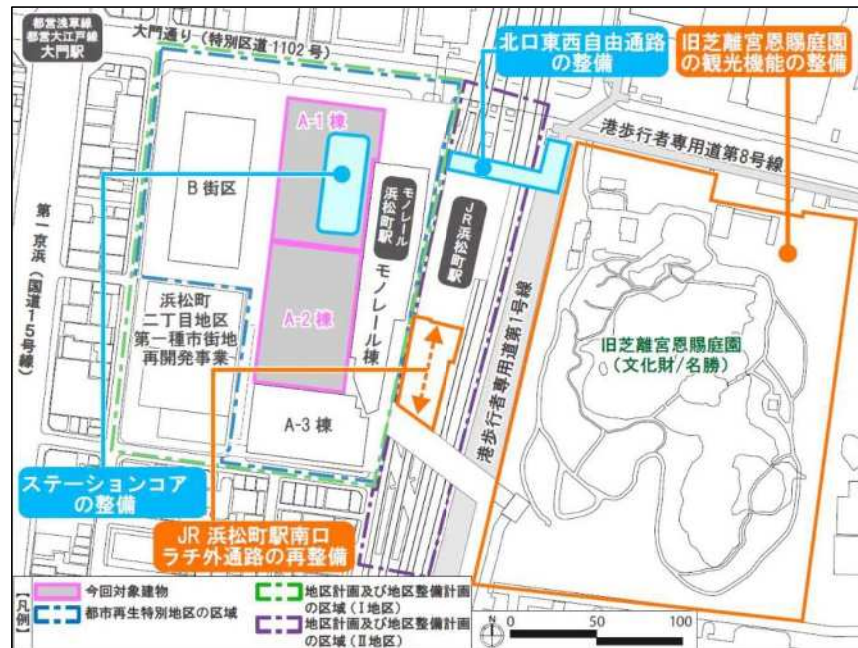 都営浅草線
都営大江戸線
大門駅
大門通り(特別区道1102号)
北口東西自由通路
の整備
旧芝離宮恩賜庭園
の観光機能の整備
港歩行者専用道第8号線
A-1棟
B街区
モノレール
浜松町駅
JR浜松町駅
第一京浜(国道15号線)
モノレール棟
港歩行者専用道第1号線
浜松町
二丁目地区
第一種市街地
再開発事業
A-2棟
旧芝離宮恩賜庭園
(文化財/名勝)
A-3棟
ステーションコア
の整備
JR 浜松町駅南口
ラチ外通路の再整備
【凡例】
今回対象建物
都市再生特別地区の区域
地区計画及び地区整備計画
の区域(Ⅰ地区)
地区計画及び地区整備計画
の区域(Ⅱ地区)
N
0 50 100